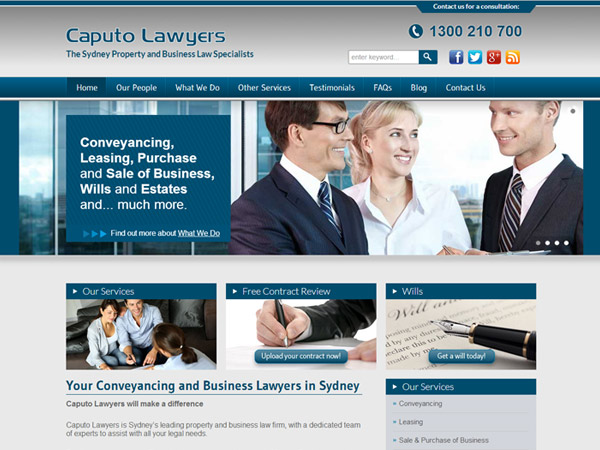 Contact us for a consultation:
Caputo Lawyers
The Sydney Property and Business Law Specialists
1300 210 700
enter keyword..
Home
Our People
What We Do
Other Services
Testimonials
FAQs
Blog
Contact Us
Conveyancing,
Leasing, Purchase
and Sale of Business,
Wills and Estates
and... much more.
Find out more about What We Do
Our Services
Free Contract Review
Upload your contract now!
Wills
Will and
Get a will today!
Your Conveyancing and Business Lawyers in Sydney
Caputo Lawyers will make a difference
Caputo Lawyers is Sydney's leading property and business law firm, with a dedicated team
of experts to assist with all your legal needs.
Our Services
Conveyancing
Leasing
Sale & Purchase of Business